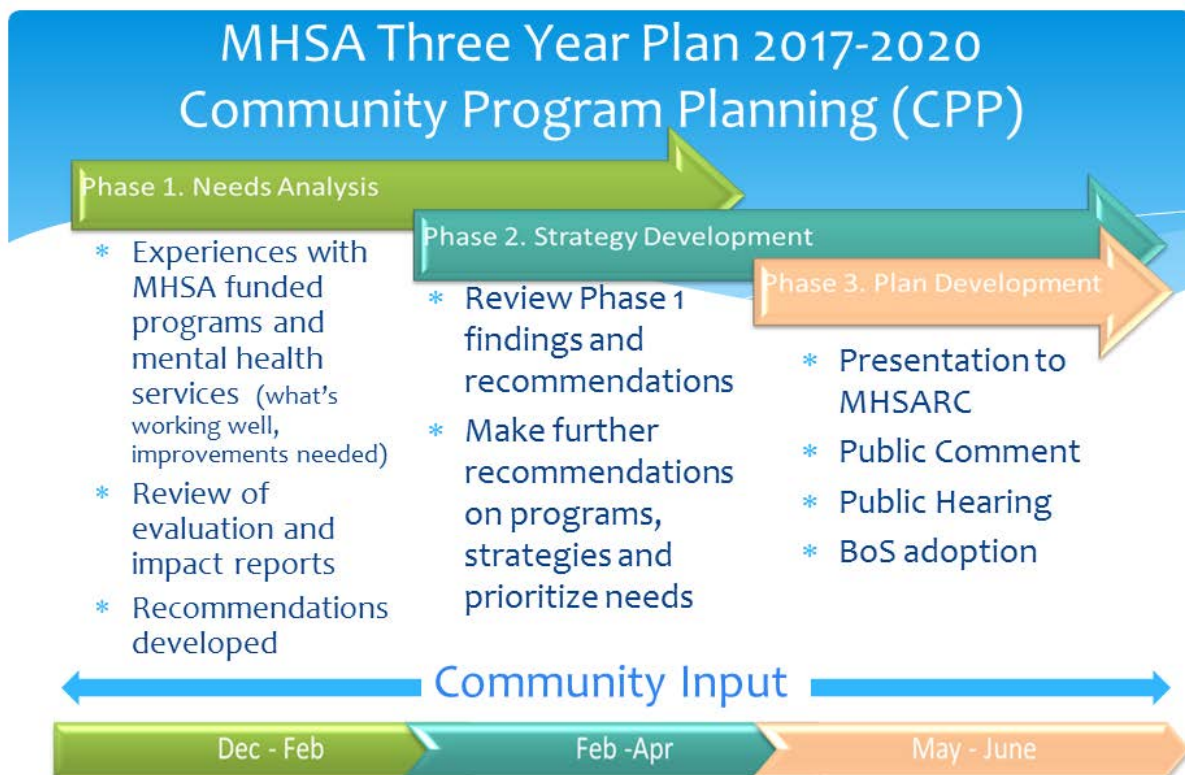 MHSA Three Year Plan 2017-2020
Community Program Planning (CPP)
Phase 1. Needs Analysis
* Experiences with
MHSA funded
programs and
mental health
services (what's
working well,
improvements needed)
* Review of
evaluation and
impact reports
* Recommendations
developed
Phase 2. Strategy Development
* Review Phase 1
findings and
recommendations
* Make further
recommendations
on programs,
strategies and
prioritize needs
Phase 3. Plan Development
* Presentation to
MHSARC
* Public Comment
* Public Hearing
* BoS adoption
Community Input
Dec - Feb
Feb -Apr
May - June